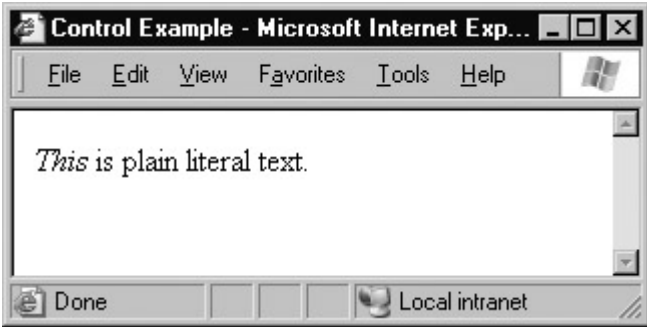 Control Example - Microsoft Internet Exp...
File Edit View Favorites Tools Help
This is plain literal text.
Done Local intranet